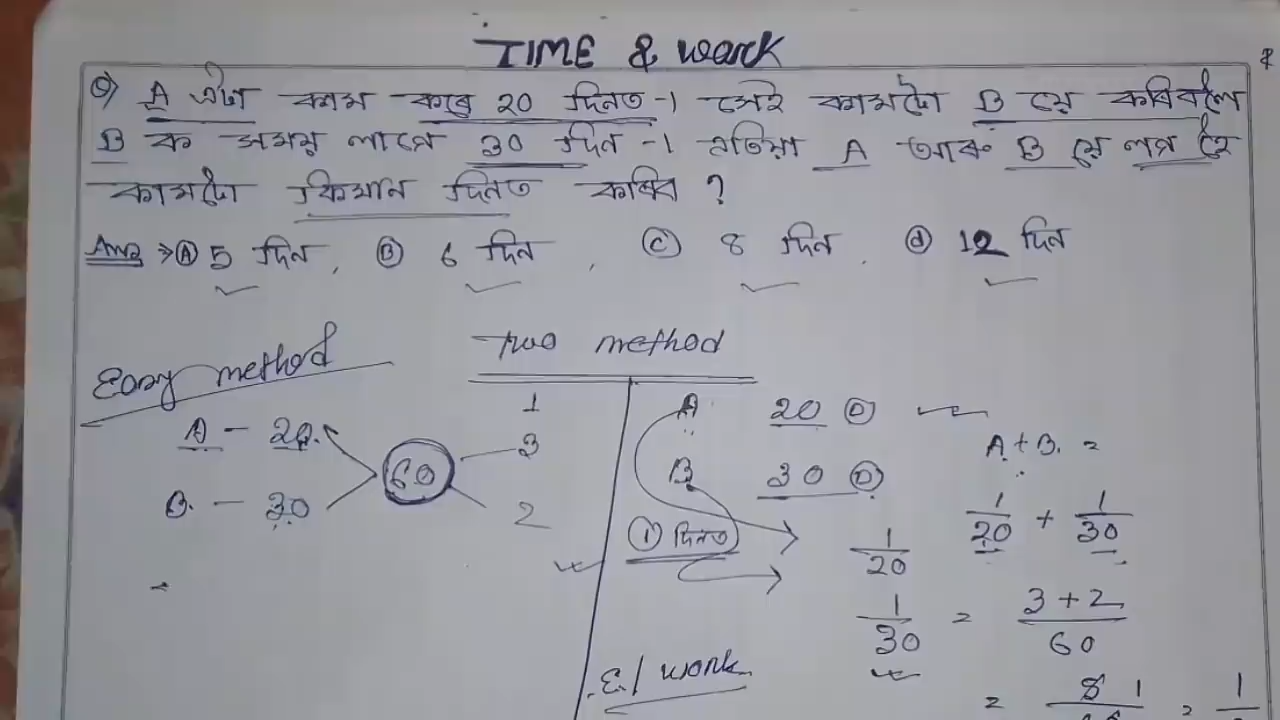 TIME & Work
Q) A এটা কাম কৰে 20 দিনত -। সেই কামটো B য়ে কৰিবলৈ
B ক সময় লাগে 30 দিন -। এতিয়া A আৰু B য়ে লগ হৈ
কামটো কিমান দিনত কৰিব ?
Ans → (A) 5 দিন , (B) 6 দিন , (C) 8 দিন , (d) 12 দিন
Easy method
two method
A - 20
B - 30
60
1
3
2
A 20 (D)
B 30 (D)
(1) দিনত
1/20
1/30
A + B =
1/20 + 1/30
= 3+2/60
= 1
= 1
E/ work